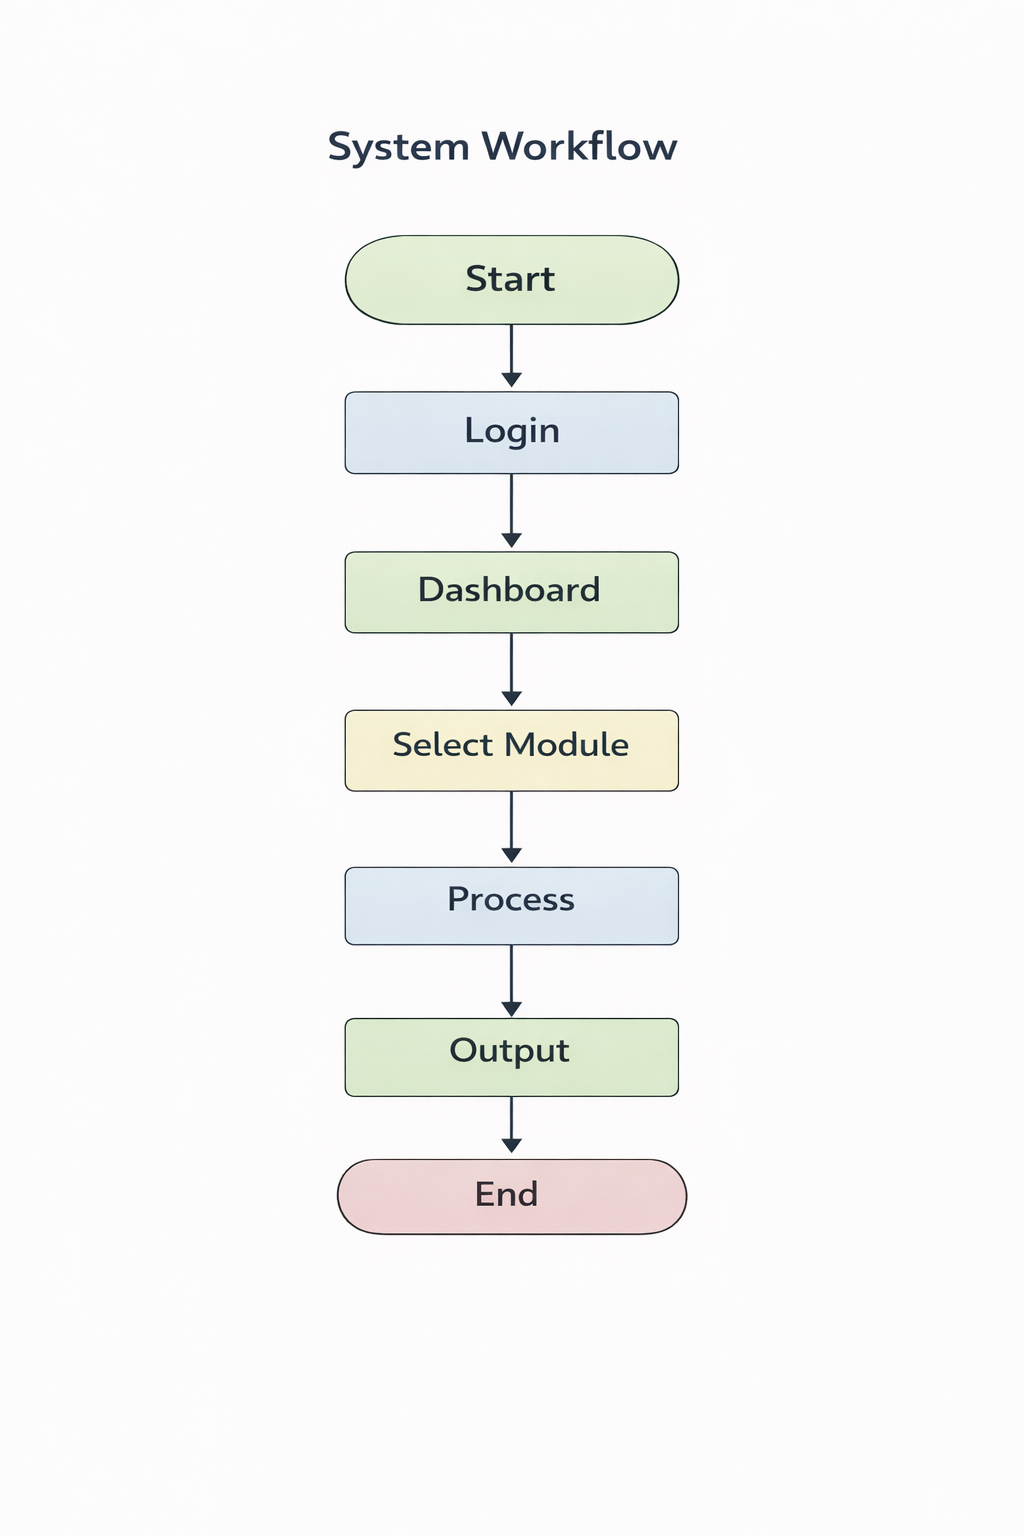 System Workflow
Start
Login
Dashboard
Select Module
Process
Output
End